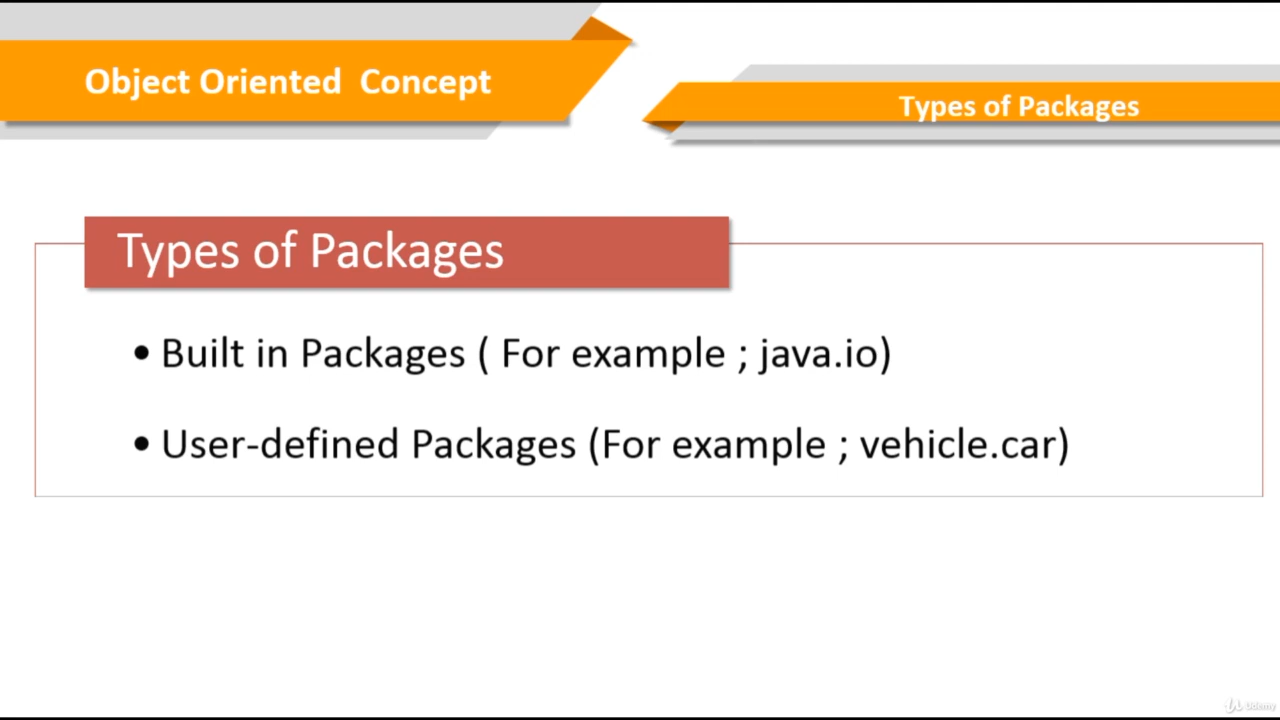 Object Oriented Concept
Types of Packages
Types of Packages
• Built in Packages ( For example ; java.io)
• User-defined Packages (For example ; vehicle.car)
Udemy